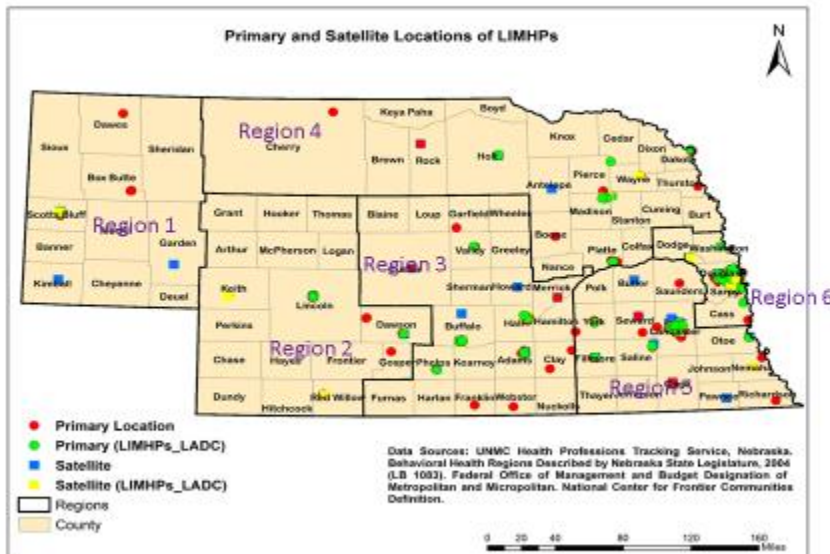 Primary and Satellite Locations of LIMHPs
N
Dawes
Sioux
Sheridan
Box Butte
Scotts Bluff
Region 1
Garden
Banner
Kimball
Cheyenne
Deuel
Region 4
Cherry
Keya Paha
Boyd
Brown
Rock
Holt
Knox
Cedar
Dixon
Dakota
Antelope
Pierce
Wayne
Thurston
Madison
Stanton
Cuming
Burt
Boone
Platte
Colfax
Dodge
Washington
Nance
Grant
Hooker
Thomas
Blaine
Loup
Garfield
Wheeler
Arthur
McPherson
Logan
Region 3
Valley
Greeley
Keith
Lincoln
Sherman
Howard
Merrick
Polk
Butler
Saunders
Douglas
Sarpy
Region 6
Cass
Perkins
Dawson
Buffalo
Hall
Hamilton
York
Seward
Lancaster
Otoe
Region 2
Chase
Hayes
Frontier
Gosper
Phelps
Kearney
Adams
Clay
Fillmore
Saline
Johnson
Nemaha
Region 5
Dundy
Hitchcock
Red Willow
Furnas
Harlan
Franklin
Webster
Nuckolls
Thayer
Jefferson
Gage
Pawnee
Richardson
Primary Location
Primary (LIMHPs_LADC)
Satellite
Satellite (LIMHPs_LADC)
Regions
County
Data Sources: UNMC Health Professions Tracking Service, Nebraska.
Behavioral Health Regions Described by Nebraska State Legislature, 2004
(LB 1083). Federal Office of Management and Budget Designation of
Metropolitan and Micropolitan. National Center for Frontier Communities
Definition.
0 20 40 80 120 160
Miles